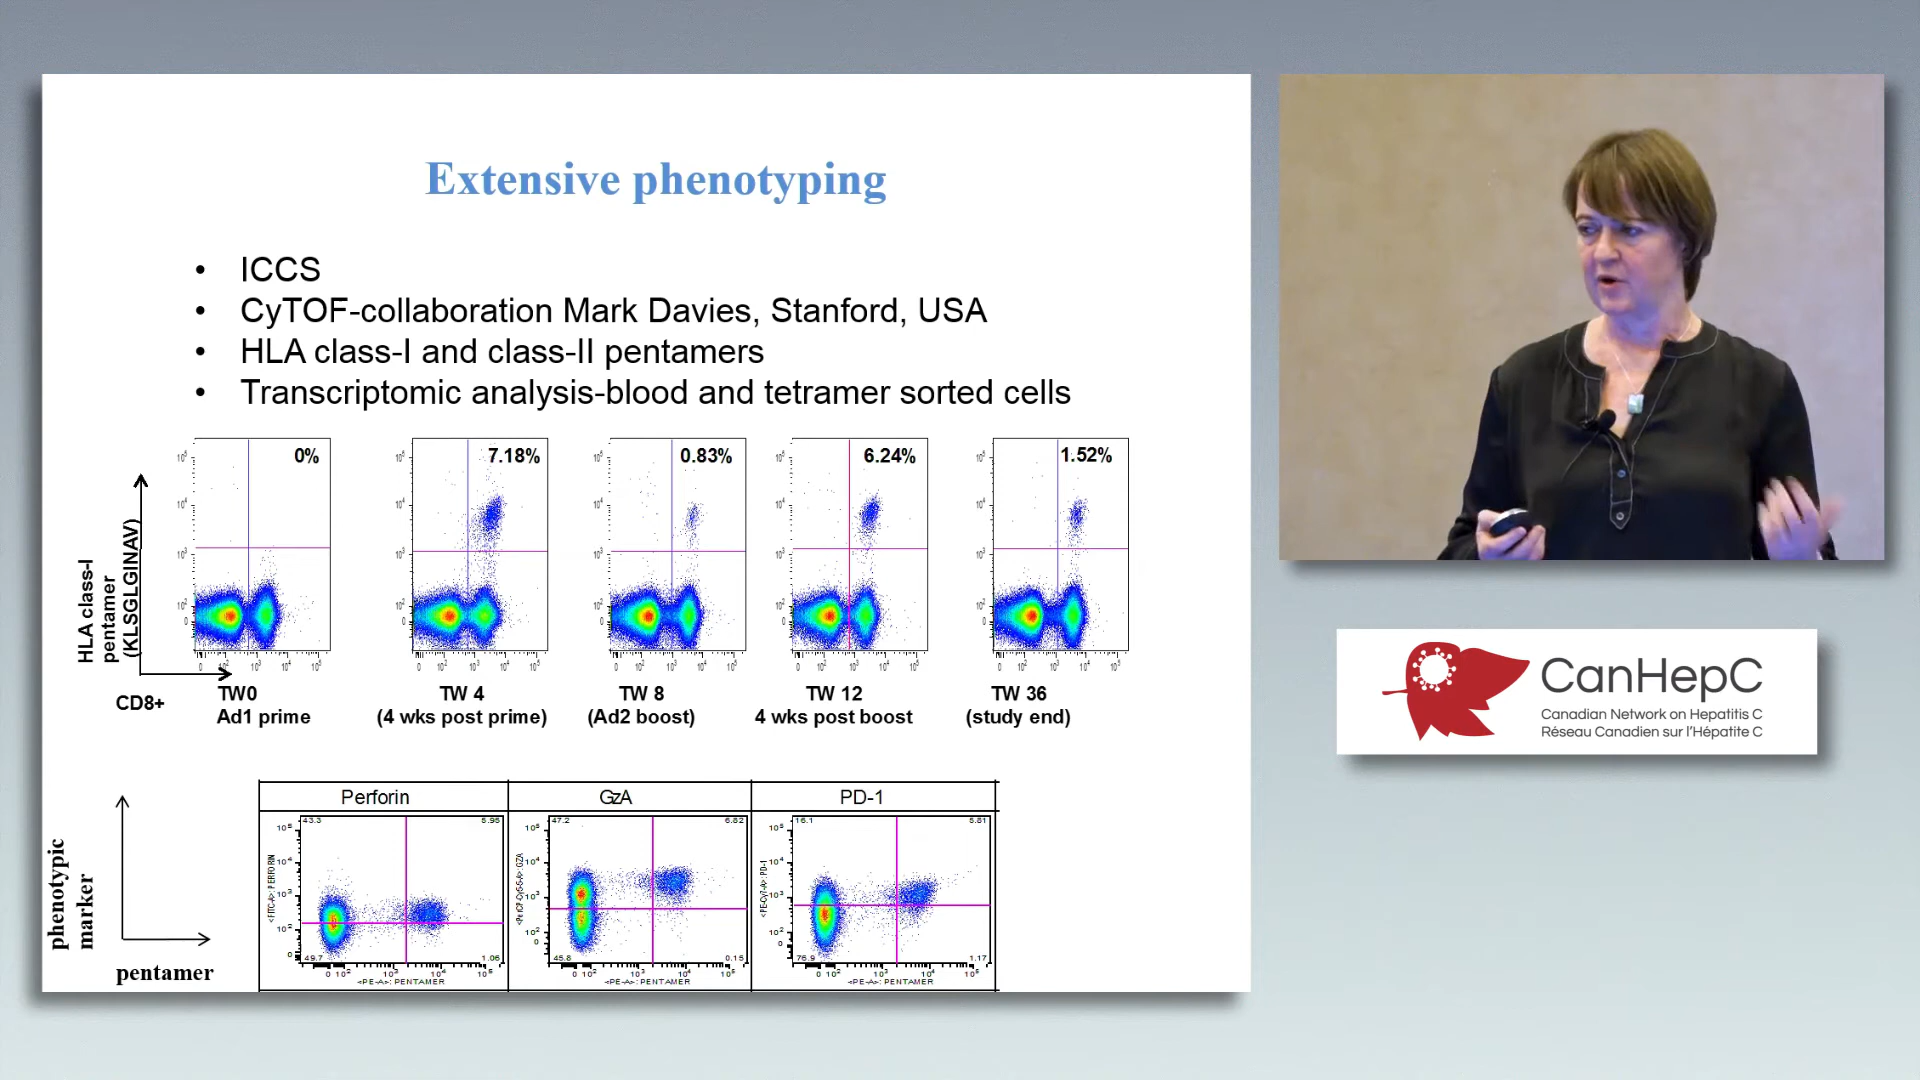 Extensive phenotyping
• ICCS
• CyTOF-collaboration Mark Davies, Stanford, USA
• HLA class-I and class-II pentamers
• Transcriptomic analysis-blood and tetramer sorted cells
0%
7.18%
0.83%
6.24%
1.52%
HLA class-I
pentamer
(KLSGLGINAV)
CD8+
TW0
Ad1 prime
TW 4
(4 wks post prime)
TW 8
(Ad2 boost)
TW 12
4 wks post boost
TW 36
(study end)
phenotypic
marker
pentamer
Perforin
GzA
PD-1
43.3
5.95
49.7
1.06
47.2
6.82
45.8
0.15
16.1
5.81
76.9
1.17
<FITC-A>: PERFORIN
<PE-A>: PENTAMER
<PE-A>: PENTAMER
<PE-Cy7-A>: PD-1
<PE-A>: PENTAMER
CanHepC
Canadian Network on Hepatitis C
Réseau Canadien sur l'Hépatite C